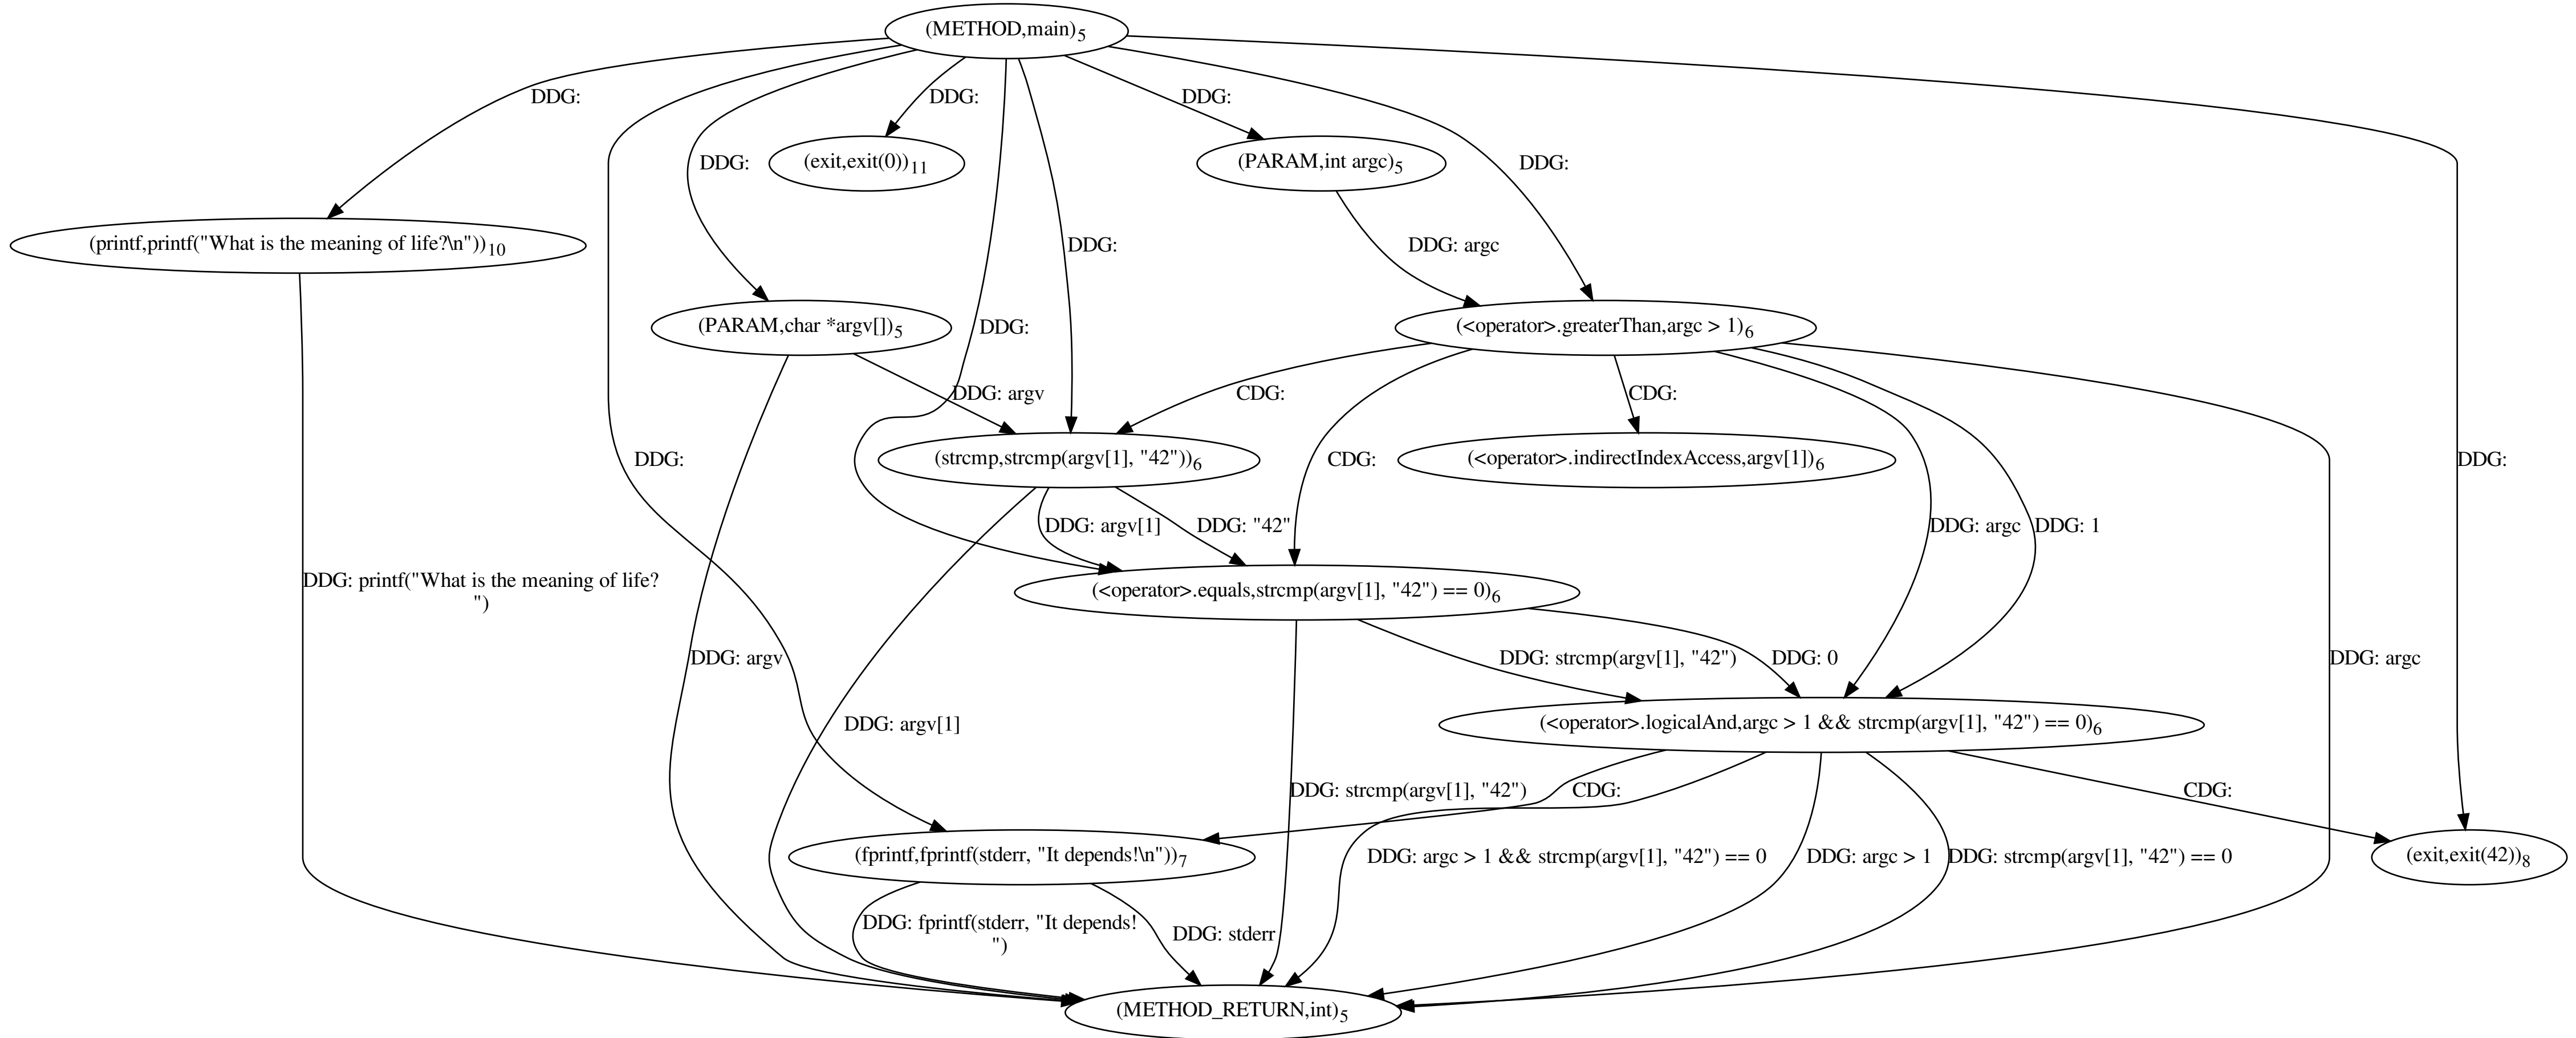 (METHOD,main)5
DDG:
DDG:
DDG:
DDG:
(exit,exit(0))11
(PARAM,int argc)5
DDG:
(printf,printf("What is the meaning of life?\n"))10
DDG:
DDG: argc
(PARAM,char *argv[])5
DDG:
(<operator>.greaterThan,argc > 1)6
DDG: argv
CDG:
CDG:
DDG:
(strcmp,strcmp(argv[1], "42"))6
CDG:
(<operator>.indirectIndexAccess,argv[1])6
DDG:
DDG: argv[1]
DDG: "42"
DDG: argc
DDG: 1
DDG: printf("What is the meaning of life?
")
(<operator>.equals,strcmp(argv[1], "42") == 0)6
DDG: argv
DDG: strcmp(argv[1], "42")
DDG: 0
DDG: argc
DDG: argv[1]
(<operator>.logicalAnd,argc > 1 && strcmp(argv[1], "42") == 0)6
DDG: strcmp(argv[1], "42")
CDG:
CDG:
(fprintf,fprintf(stderr, "It depends!\n"))7
DDG: argc > 1 && strcmp(argv[1], "42") == 0
DDG: argc > 1
DDG: strcmp(argv[1], "42") == 0
(exit,exit(42))8
DDG: fprintf(stderr, "It depends!
")
DDG: stderr
(METHOD_RETURN,int)5